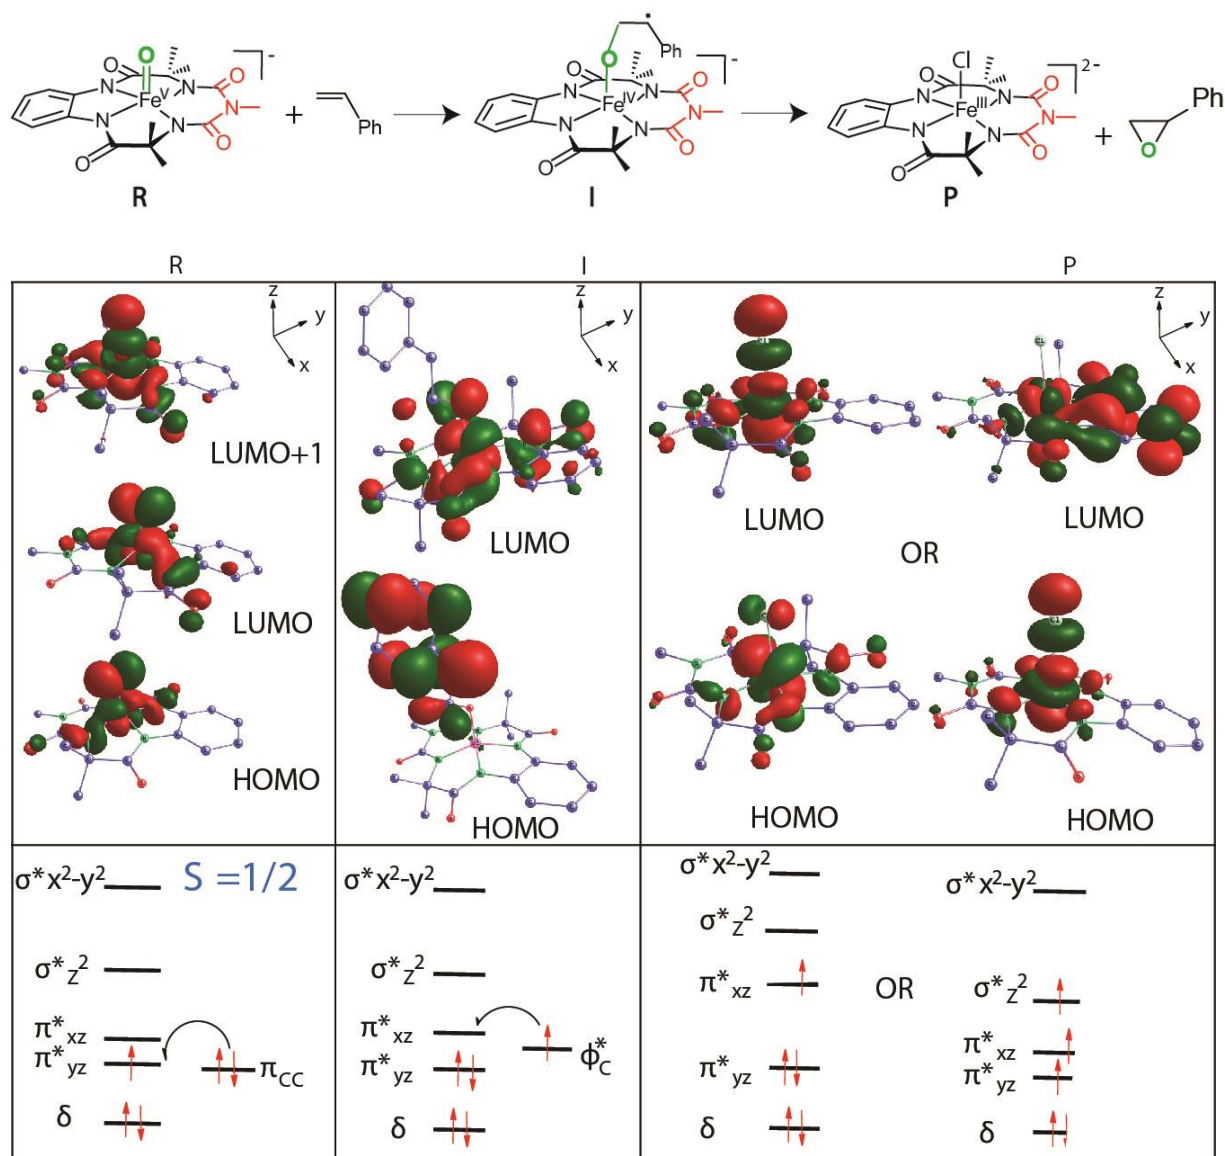 O
Fe^V
N
N
N
N
O
O
N
O
O
]-
R
+
Ph
O
Ph
]-
Fe^IV
N
N
N
N
O
O
N
O
O
I
Cl
]2-
Fe^III
N
N
N
N
O
O
N
O
O
P
+
Ph
O
R
I
P
z
y
x
LUMO+1
LUMO
HOMO
z
y
x
LUMO
HOMO
z
y
x
LUMO
LUMO
OR
HOMO
HOMO
σ*x²-y²
S =1/2
σ*z²
π*xz
π*yz
πCC
δ
σ*x²-y²
σ*z²
π*xz
ϕ*C
π*yz
δ
σ*x²-y²
σ*z²
π*xz
OR
π*yz
δ
σ*x²-y²
σ*z²
π*xz
π*yz
δ